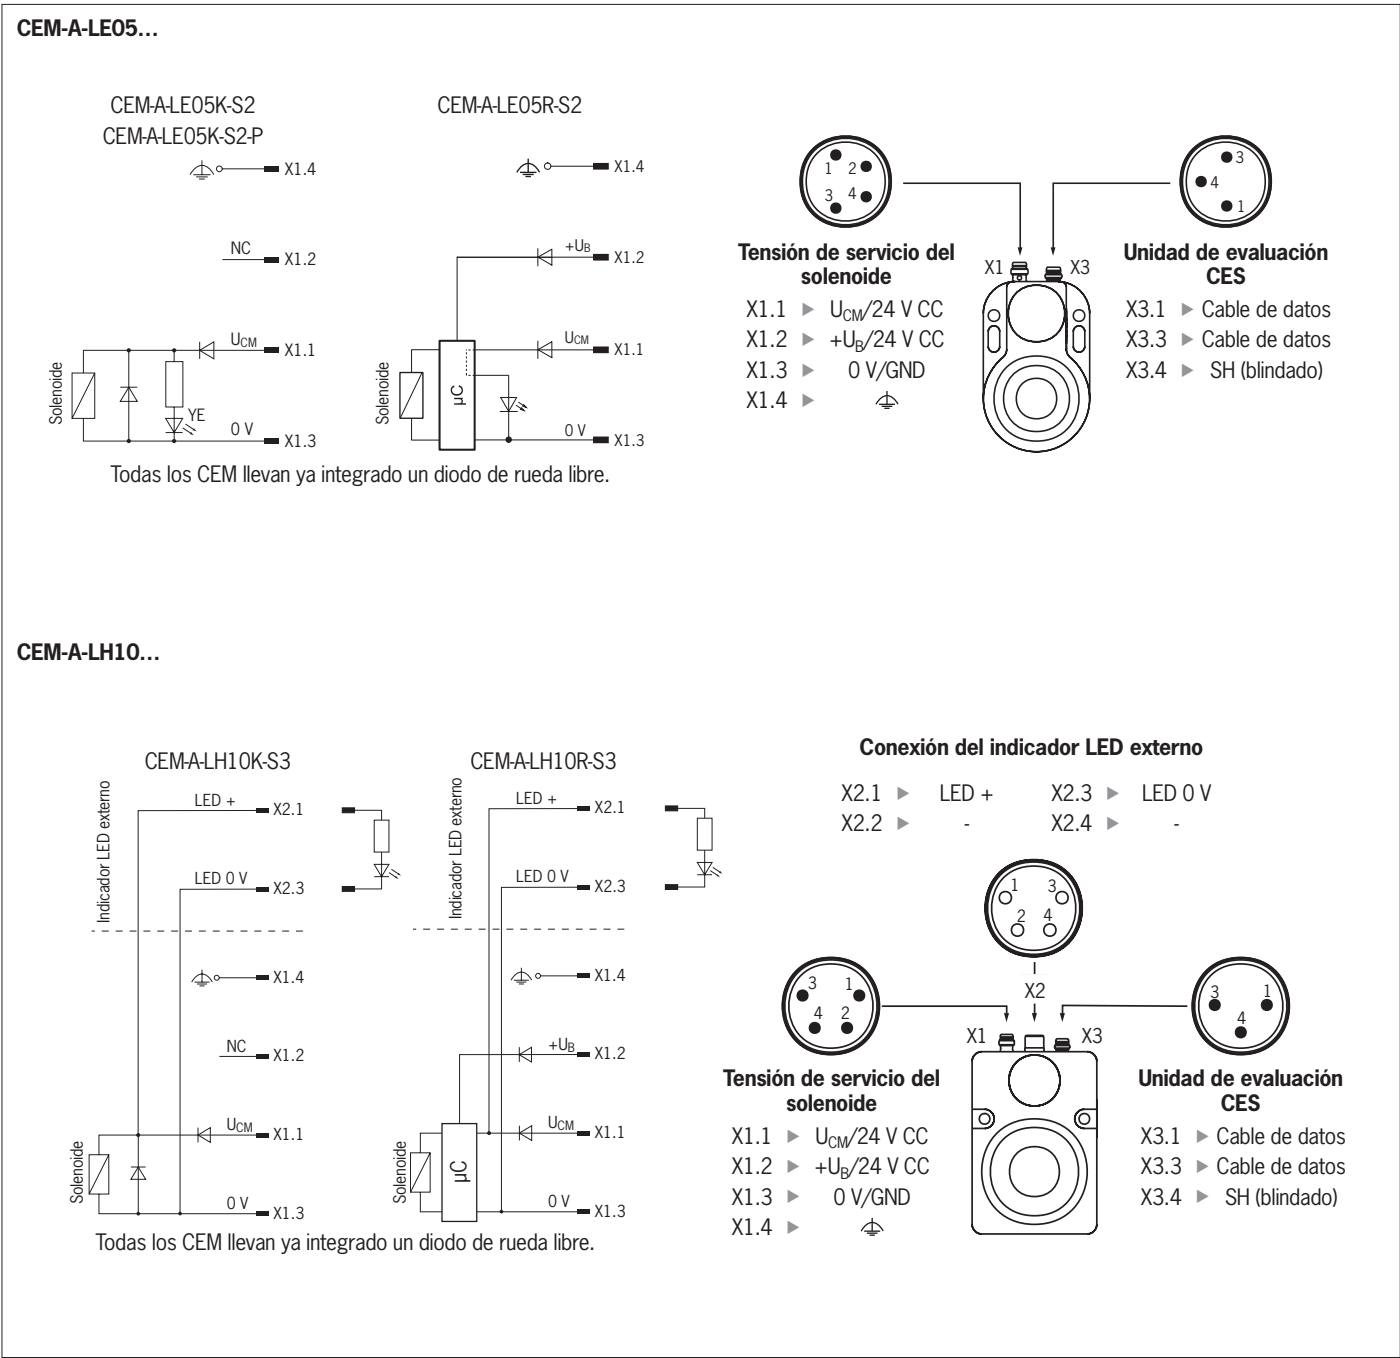 CEM-A-LE05...
CEM-A-LE05K-S2
CEM-A-LE05K-S2-P
X1.4
NC
X1.2
UCM
X1.1
Solenoide
YE
0 V
X1.3
CEM-A-LE05R-S2
X1.4
+UB
X1.2
UCM
X1.1
Solenoide
µC
0 V
X1.3
Todas los CEM llevan ya integrado un diodo de rueda libre.
1 2
3 4
Tensión de servicio del
solenoide
X1.1 ▶ UCM/24 V CC
X1.2 ▶ +UB/24 V CC
X1.3 ▶ 0 V/GND
X1.4 ▶
X1
X3
3
4
1
Unidad de evaluación
CES
X3.1 ▶ Cable de datos
X3.3 ▶ Cable de datos
X3.4 ▶ SH (blindado)
CEM-A-LH10...
CEM-A-LH10K-S3
Indicador LED externo
LED +
X2.1
LED 0 V
X2.3
X1.4
NC
X1.2
UCM
X1.1
Solenoide
0 V
X1.3
CEM-A-LH10R-S3
Indicador LED externo
LED +
X2.1
LED 0 V
X2.3
X1.4
+UB
X1.2
UCM
X1.1
Solenoide
µC
0 V
X1.3
Todas los CEM llevan ya integrado un diodo de rueda libre.
Conexión del indicador LED externo
X2.1 ▶ LED + X2.3 ▶ LED 0 V
X2.2 ▶ - X2.4 ▶ -
1 3
2 4
X2
3 1
4 2
X1
X3
3 1
4
Tensión de servicio del
solenoide
X1.1 ▶ UCM/24 V CC
X1.2 ▶ +UB/24 V CC
X1.3 ▶ 0 V/GND
X1.4 ▶
Unidad de evaluación
CES
X3.1 ▶ Cable de datos
X3.3 ▶ Cable de datos
X3.4 ▶ SH (blindado)